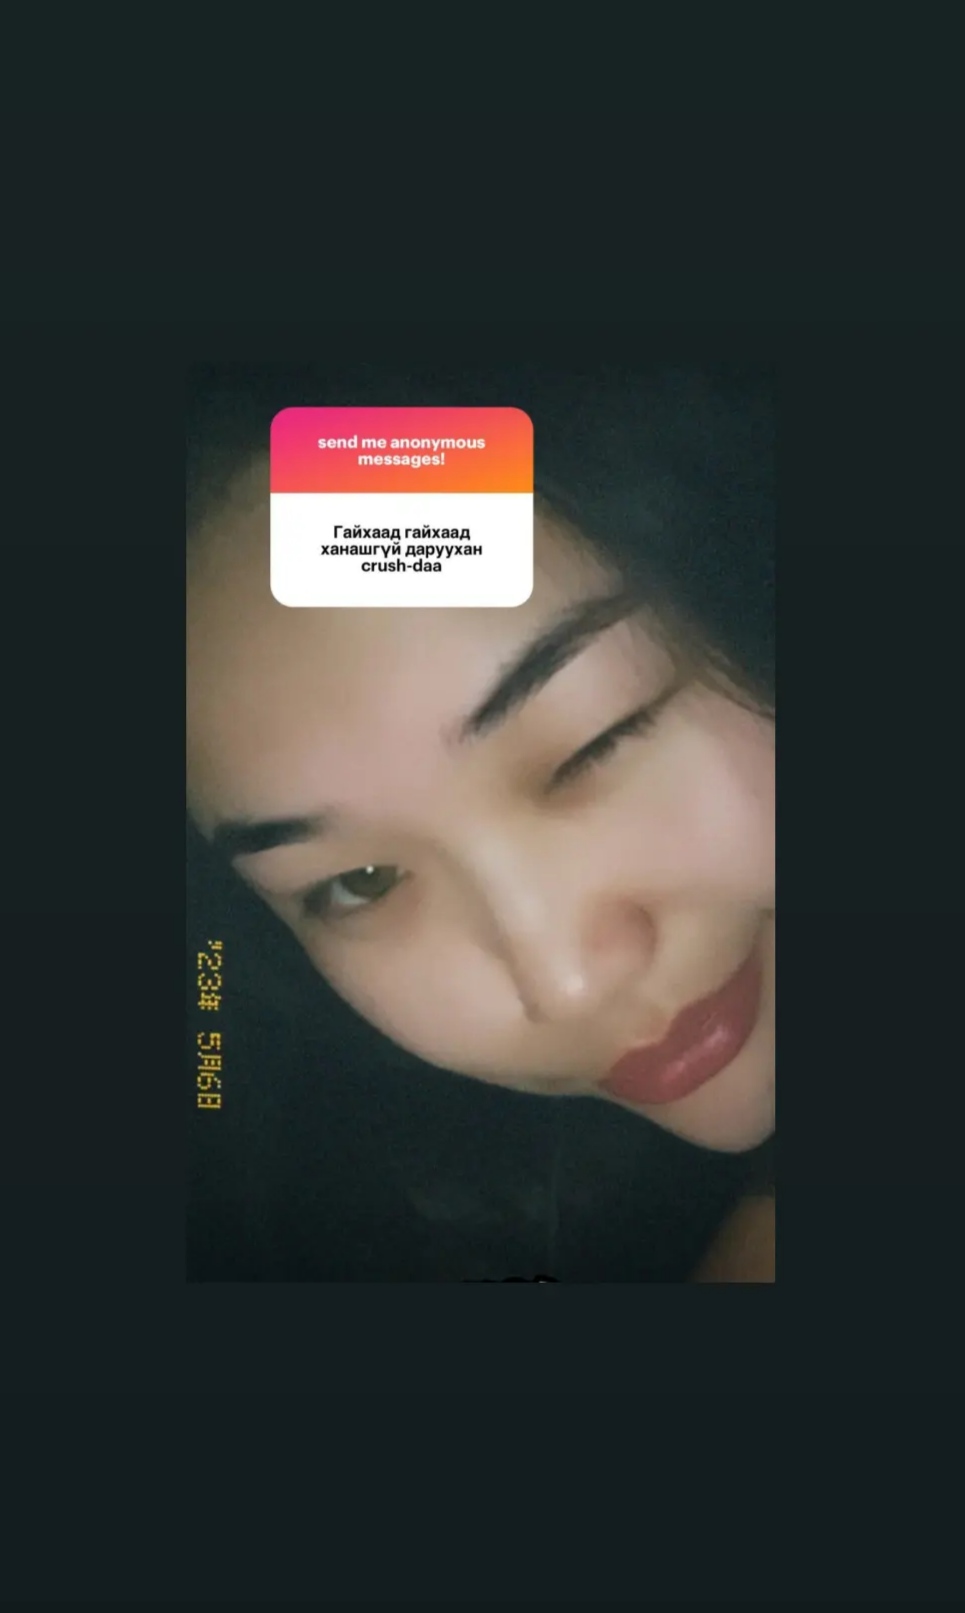 send me anonymous
messages!
Гайхаад гайхаад
ханашгүй даруухан
crush-daa
'23年 5月6日